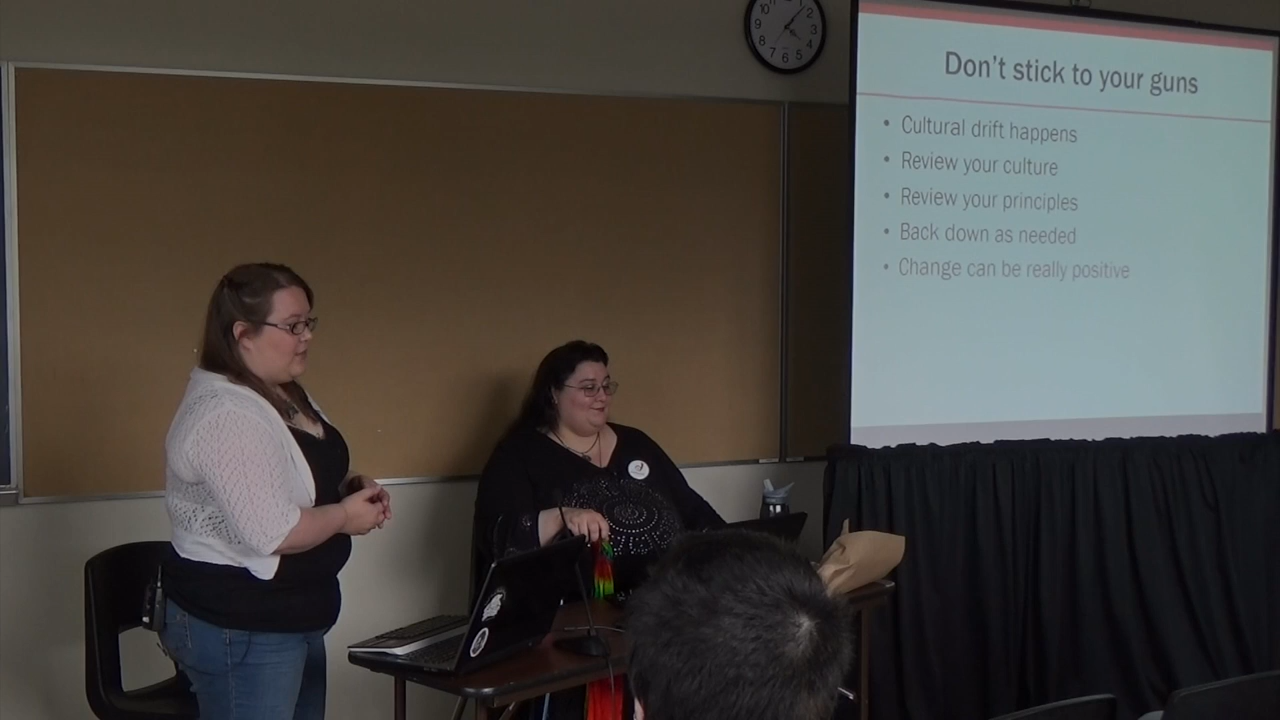 Don't stick to your guns
• Cultural drift happens
• Review your culture
• Review your principles
• Back down as needed
• Change can be really positive